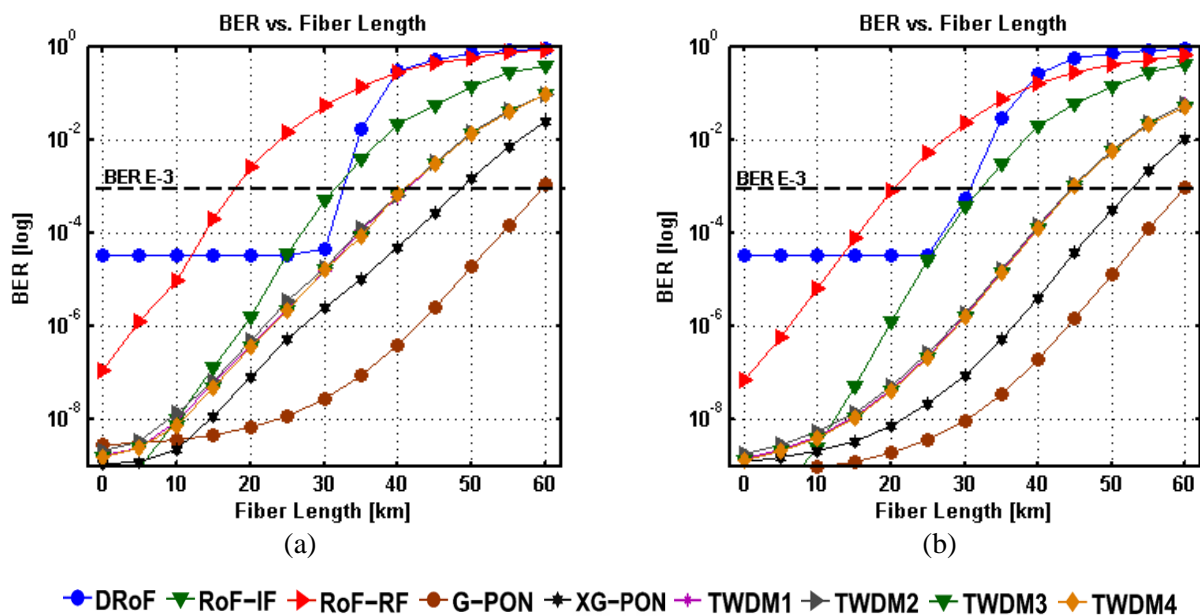 BER vs. Fiber Length
BER vs. Fiber Length
10^0
10^-2
10^-4
10^-6
10^-8
BER [log]
BER E-3
0 10 20 30 40 50 60
Fiber Length [km]
(a)
10^0
10^-2
10^-4
10^-6
10^-8
BER [log]
BER E-3
0 10 20 30 40 50 60
Fiber Length [km]
(b)
DRoF RoF-IF RoF-RF G-PON XG-PON TWDM1 TWDM2 TWDM3 TWDM4